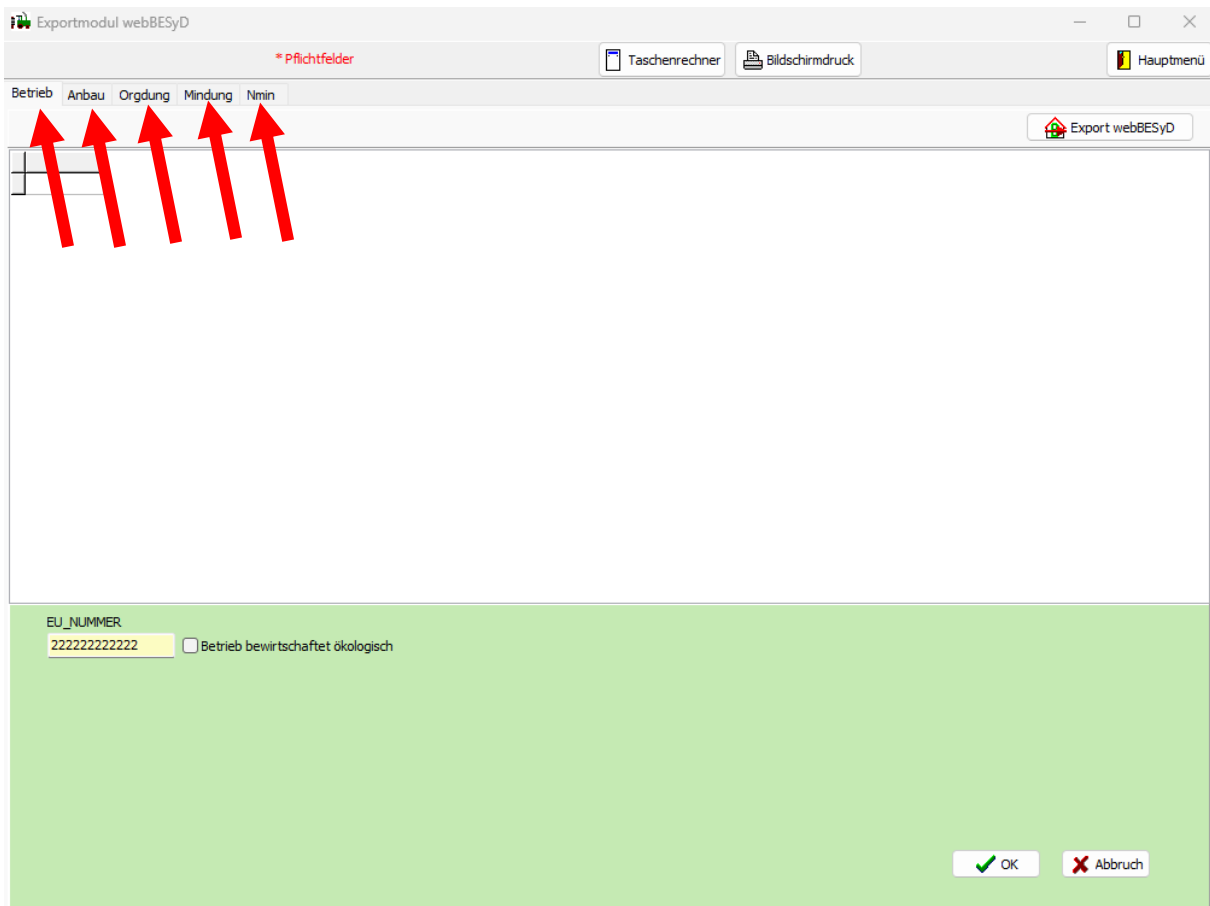 Exportmodul webBESyD
* Pflichtfelder Taschenrechner Bildschirmdruck Hauptmenü
Betrieb Anbau Orgdung Mindung Nmin
Export webBESyD
EU_NUMMER
222222222222 Betrieb bewirtschaftet ökologisch
OK Abbruch